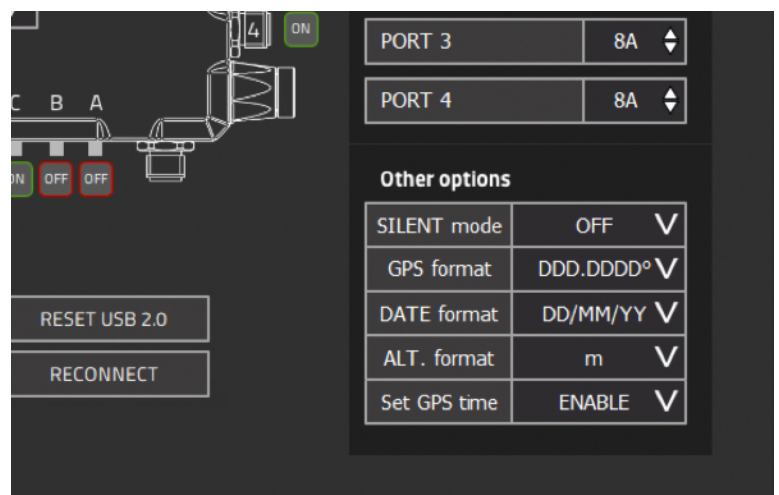 4 ON
C B A
ON OFF OFF
RESET USB 2.0
RECONNECT
PORT 3 8A
PORT 4 8A
Other options
SILENT mode OFF
GPS format DDD.DDDD°
DATE format DD/MM/YY
ALT. format m
Set GPS time ENABLE